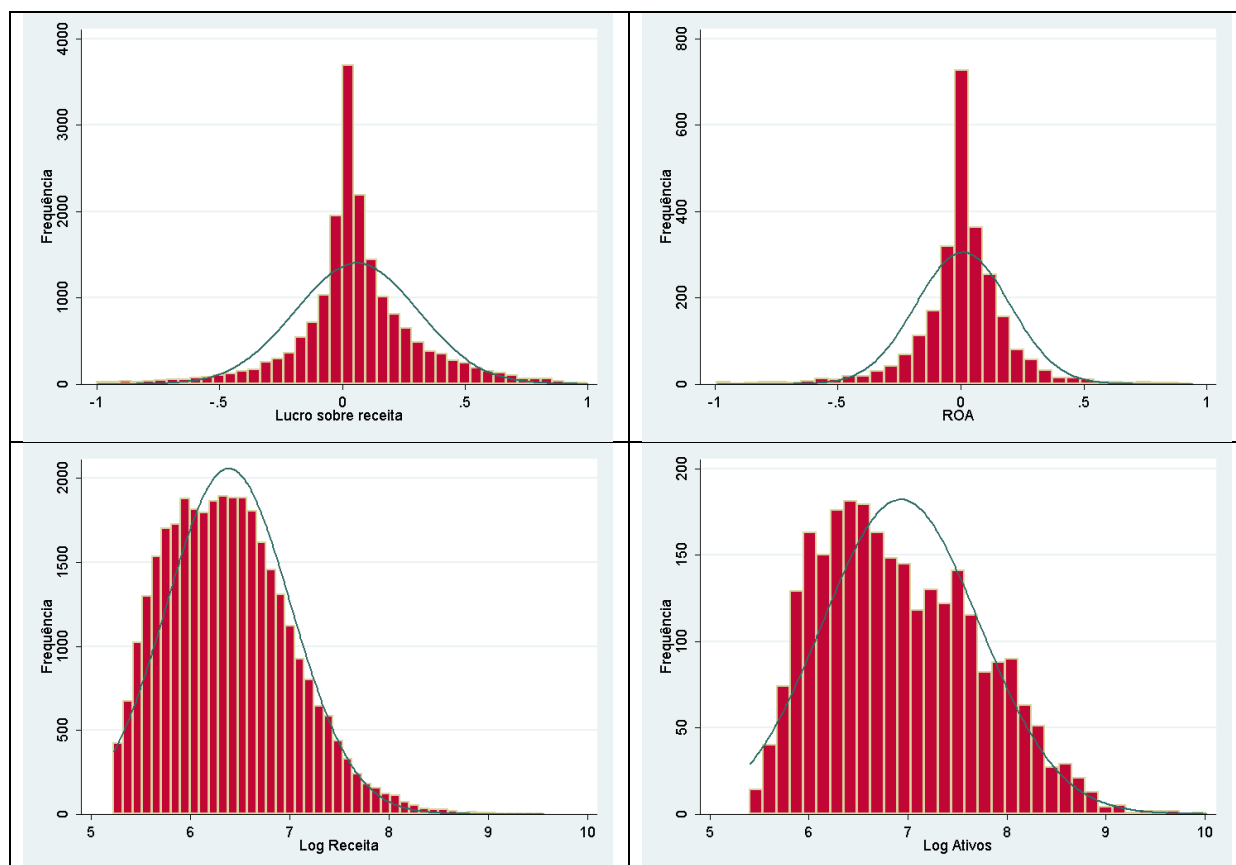 Frequência
0 1000 2000 3000 4000
-1 -.5 0 .5 1
Lucro sobre receita
Frequência
0 200 400 600 800
-1 -.5 0 .5 1
ROA
Frequência
0 500 1000 1500 2000
5 6 7 8 9 10
Log Receita
Frequência
0 50 100 150 200
5 6 7 8 9 10
Log Ativos